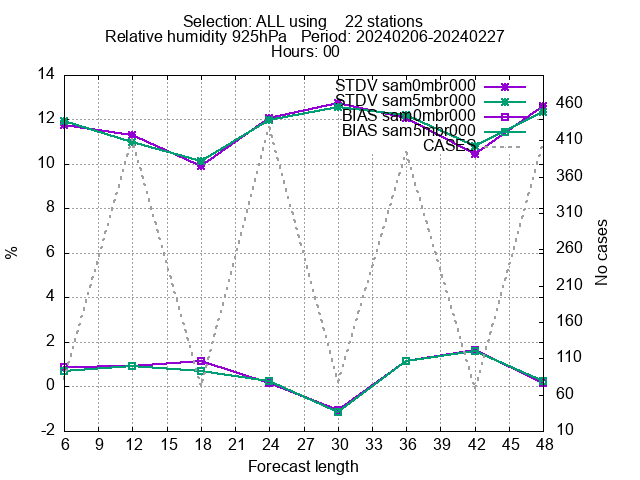 Selection: ALL using 22 stations
Relative humidity 925hPa Period: 20240206-20240227
Hours: 00
STDV sam0mbr000
STDV sam5mbr000
BIAS sam0mbr000
BIAS sam5mbr000
CASES
14
12
10
8
6
4
2
0
-2
%
460
410
360
310
260
210
160
110
60
10
No cases
6 9 12 15 18 21 24 27 30 33 36 39 42 45 48
Forecast length